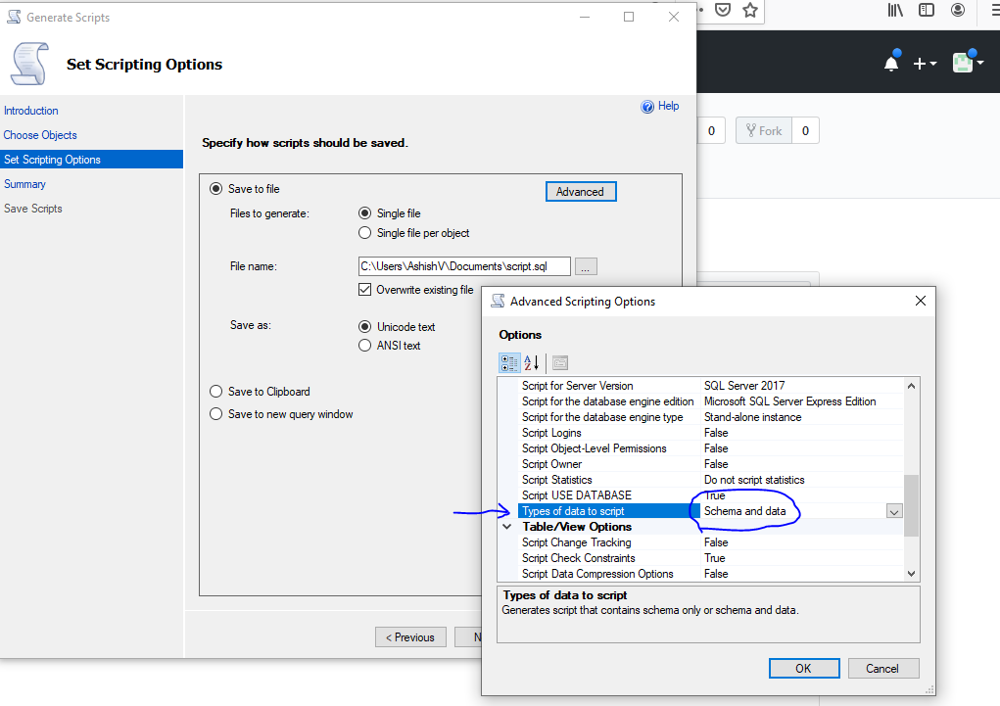 Generate Scripts
Set Scripting Options
Introduction
Choose Objects
Set Scripting Options
Summary
Save Scripts
Help
Specify how scripts should be saved.
Save to file
Advanced
Files to generate:
Single file
Single file per object
File name:
C:\Users\AshishV\Documents\script.sql
...
Overwrite existing file
Save as:
Unicode text
ANSI text
Save to Clipboard
Save to new query window
< Previous
N
0
Fork
0
Advanced Scripting Options
Options
Script for Server Version SQL Server 2017
Script for the database engine edition Microsoft SQL Server Express Edition
Script for the database engine type Stand-alone instance
Script Logins False
Script Object-Level Permissions False
Script Owner False
Script Statistics Do not script statistics
Script USE DATABASE True
Types of data to script Schema and data
Table/View Options
Script Change Tracking False
Script Check Constraints True
Script Data Compression Options False
Types of data to script
Generates script that contains schema only or schema and data.
OK
Cancel